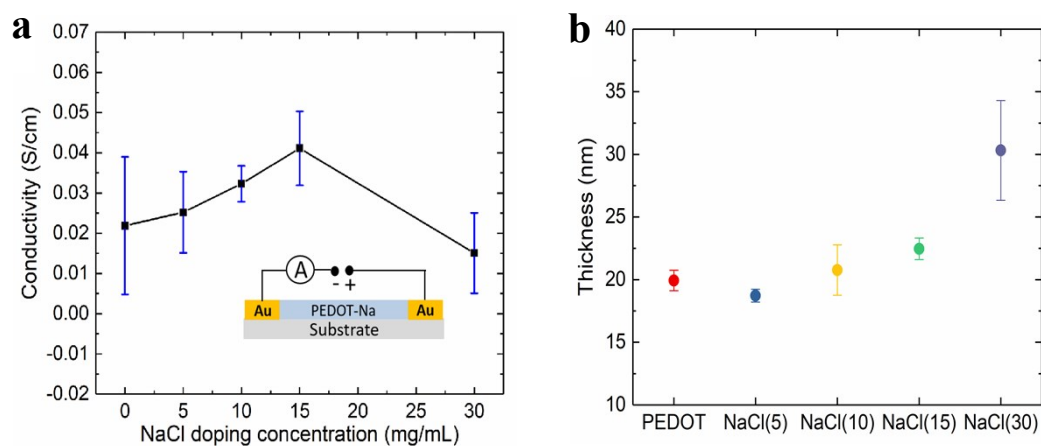 a
0.07
0.06
0.05
0.04
0.03
0.02
0.01
0.00
-0.01
-0.02
Conductivity (S/cm)
A
- +
Au PEDOT-Na Au
Substrate
0 5 10 15 20 25 30
NaCl doping concentration (mg/mL)
b
40
35
30
25
20
15
10
Thickness (nm)
PEDOT NaCl(5) NaCl(10) NaCl(15) NaCl(30)